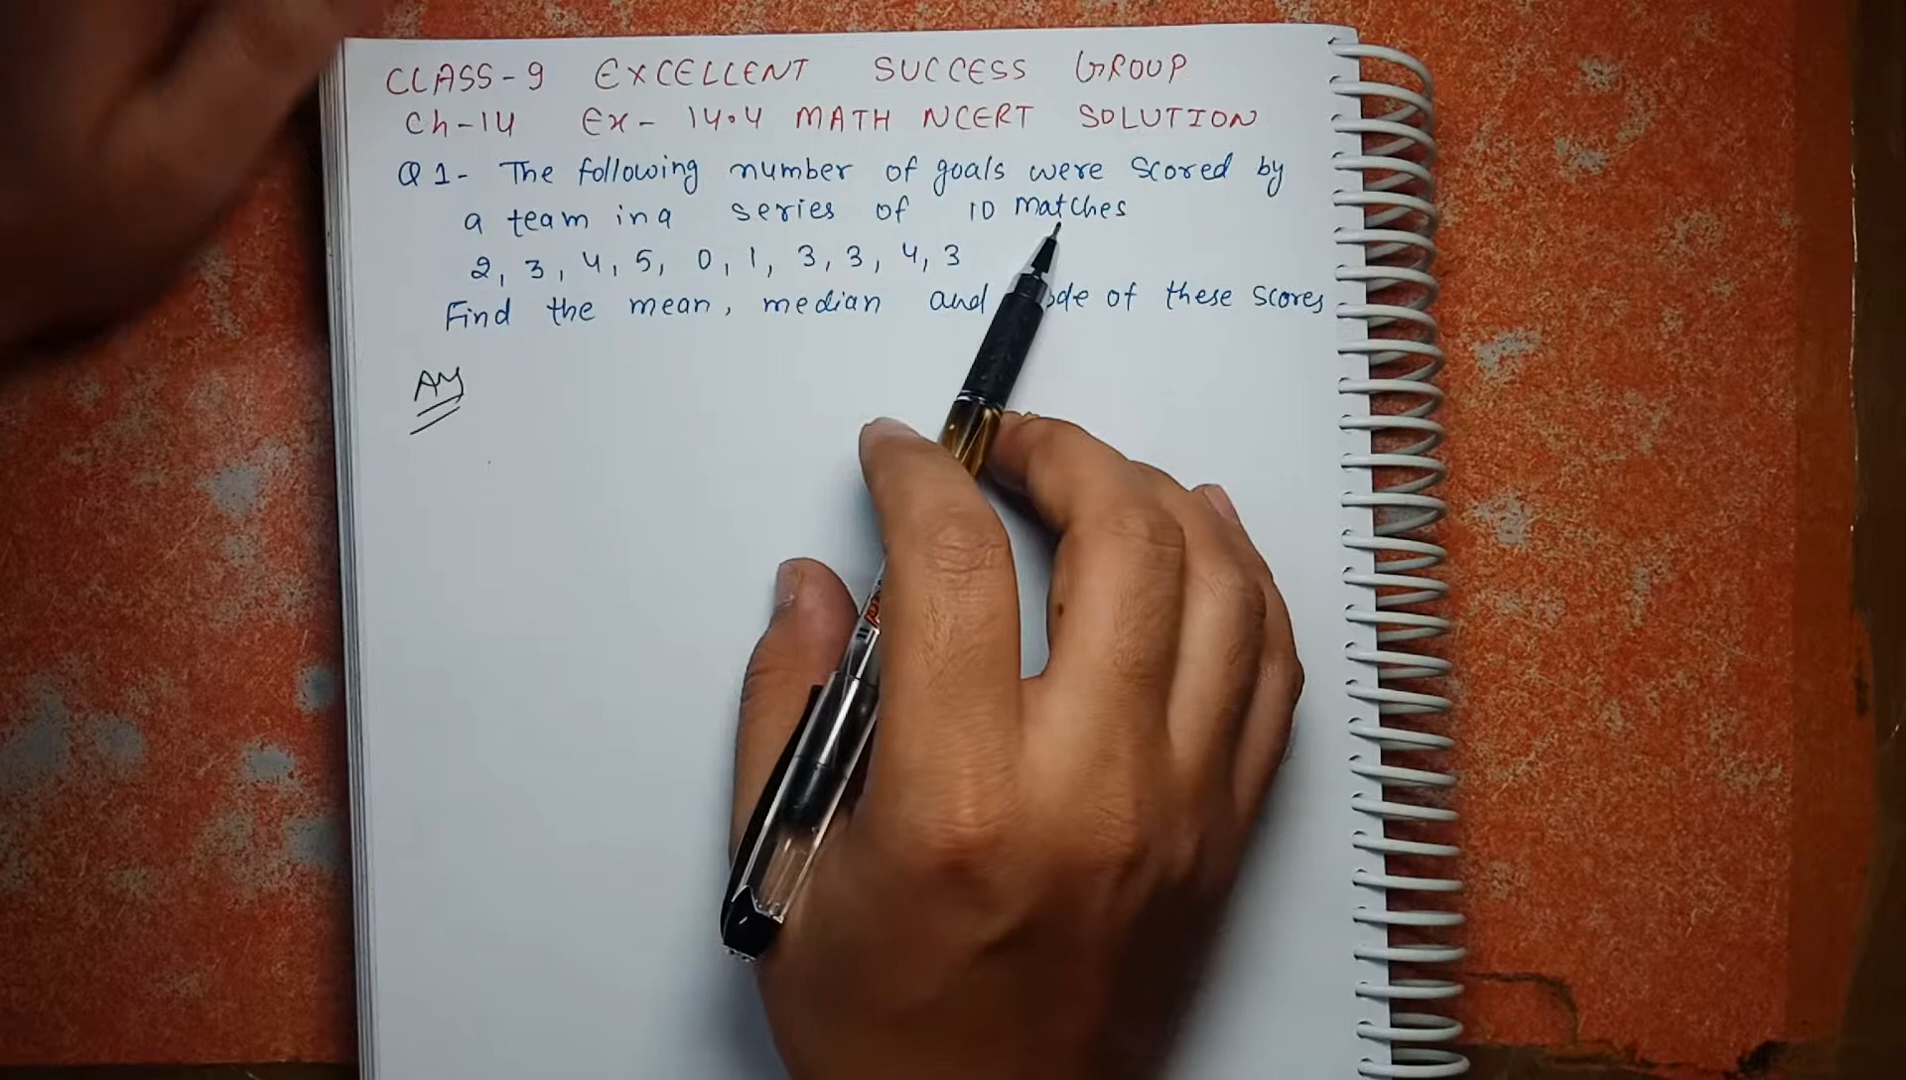 CLASS-9 EXCELLENT SUCCESS GROUP
Ch-14 Ex- 14.4 MATH NCERT SOLUTION
Q1- The following number of goals were scored by
a team in a series of 10 matches
2, 3, 4, 5, 0, 1, 3, 3, 4, 3
Find the mean, median and of these scores